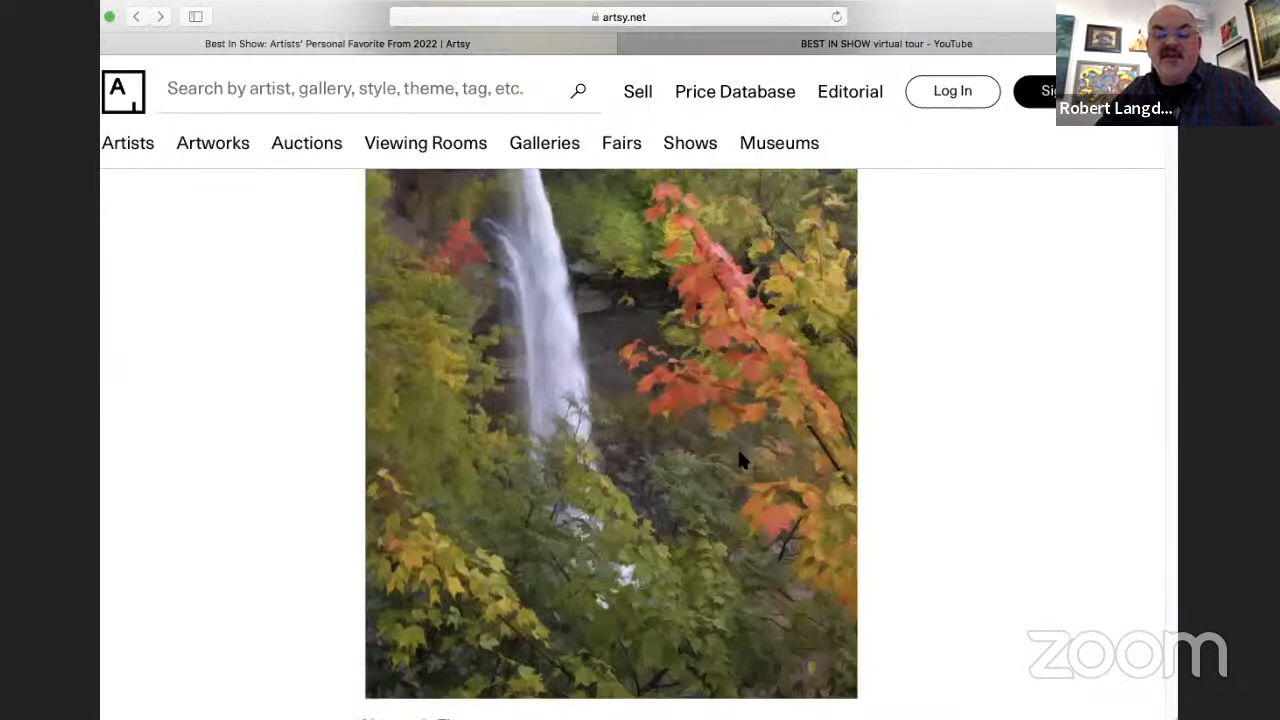 artsy.net
Best In Show: Artists' Personal Favorite From 2022 | Artsy
BEST IN SHOW virtual tour - YouTube
A
Search by artist, gallery, style, theme, tag, etc.
Sell
Price Database
Editorial
Log In
Robert Langd...
Artists
Artworks
Auctions
Viewing Rooms
Galleries
Fairs
Shows
Museums
zoom